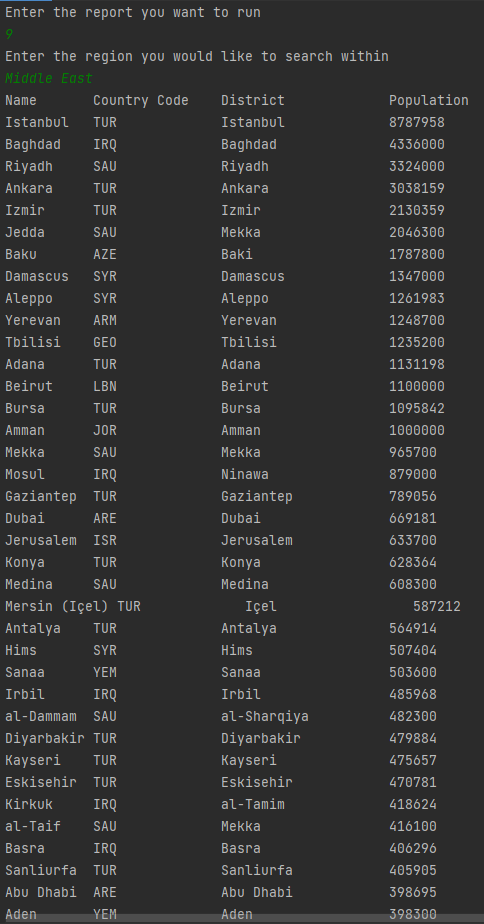 Enter the report you want to run
9
Enter the region you would like to search within
Middle East
Name Country Code District Population
Istanbul TUR Istanbul 8787958
Baghdad IRQ Baghdad 4336000
Riyadh SAU Riyadh 3324000
Ankara TUR Ankara 3038159
Izmir TUR Izmir 2130359
Jedda SAU Mekka 2046300
Baku AZE Baki 1787800
Damascus SYR Damascus 1347000
Aleppo SYR Aleppo 1261983
Yerevan ARM Yerevan 1248700
Tbilisi GEO Tbilisi 1235200
Adana TUR Adana 1131198
Beirut LBN Beirut 1100000
Bursa TUR Bursa 1095842
Amman JOR Amman 1000000
Mekka SAU Mekka 965700
Mosul IRQ Ninawa 879000
Gaziantep TUR Gaziantep 789056
Dubai ARE Dubai 669181
Jerusalem ISR Jerusalem 633700
Konya TUR Konya 628364
Medina SAU Medina 608300
Mersin (Içel) TUR Içel 587212
Antalya TUR Antalya 564914
Hims SYR Hims 507404
Sanaa YEM Sanaa 503600
Irbil IRQ Irbil 485968
al-Dammam SAU al-Sharqiya 482300
Diyarbakir TUR Diyarbakir 479884
Kayseri TUR Kayseri 475657
Eskisehir TUR Eskisehir 470781
Kirkuk IRQ al-Tamim 418624
al-Taif SAU Mekka 416100
Basra IRQ Basra 406296
Sanliurfa TUR Sanliurfa 405905
Abu Dhabi ARE Abu Dhabi 398695
Aden YEM Aden 398300